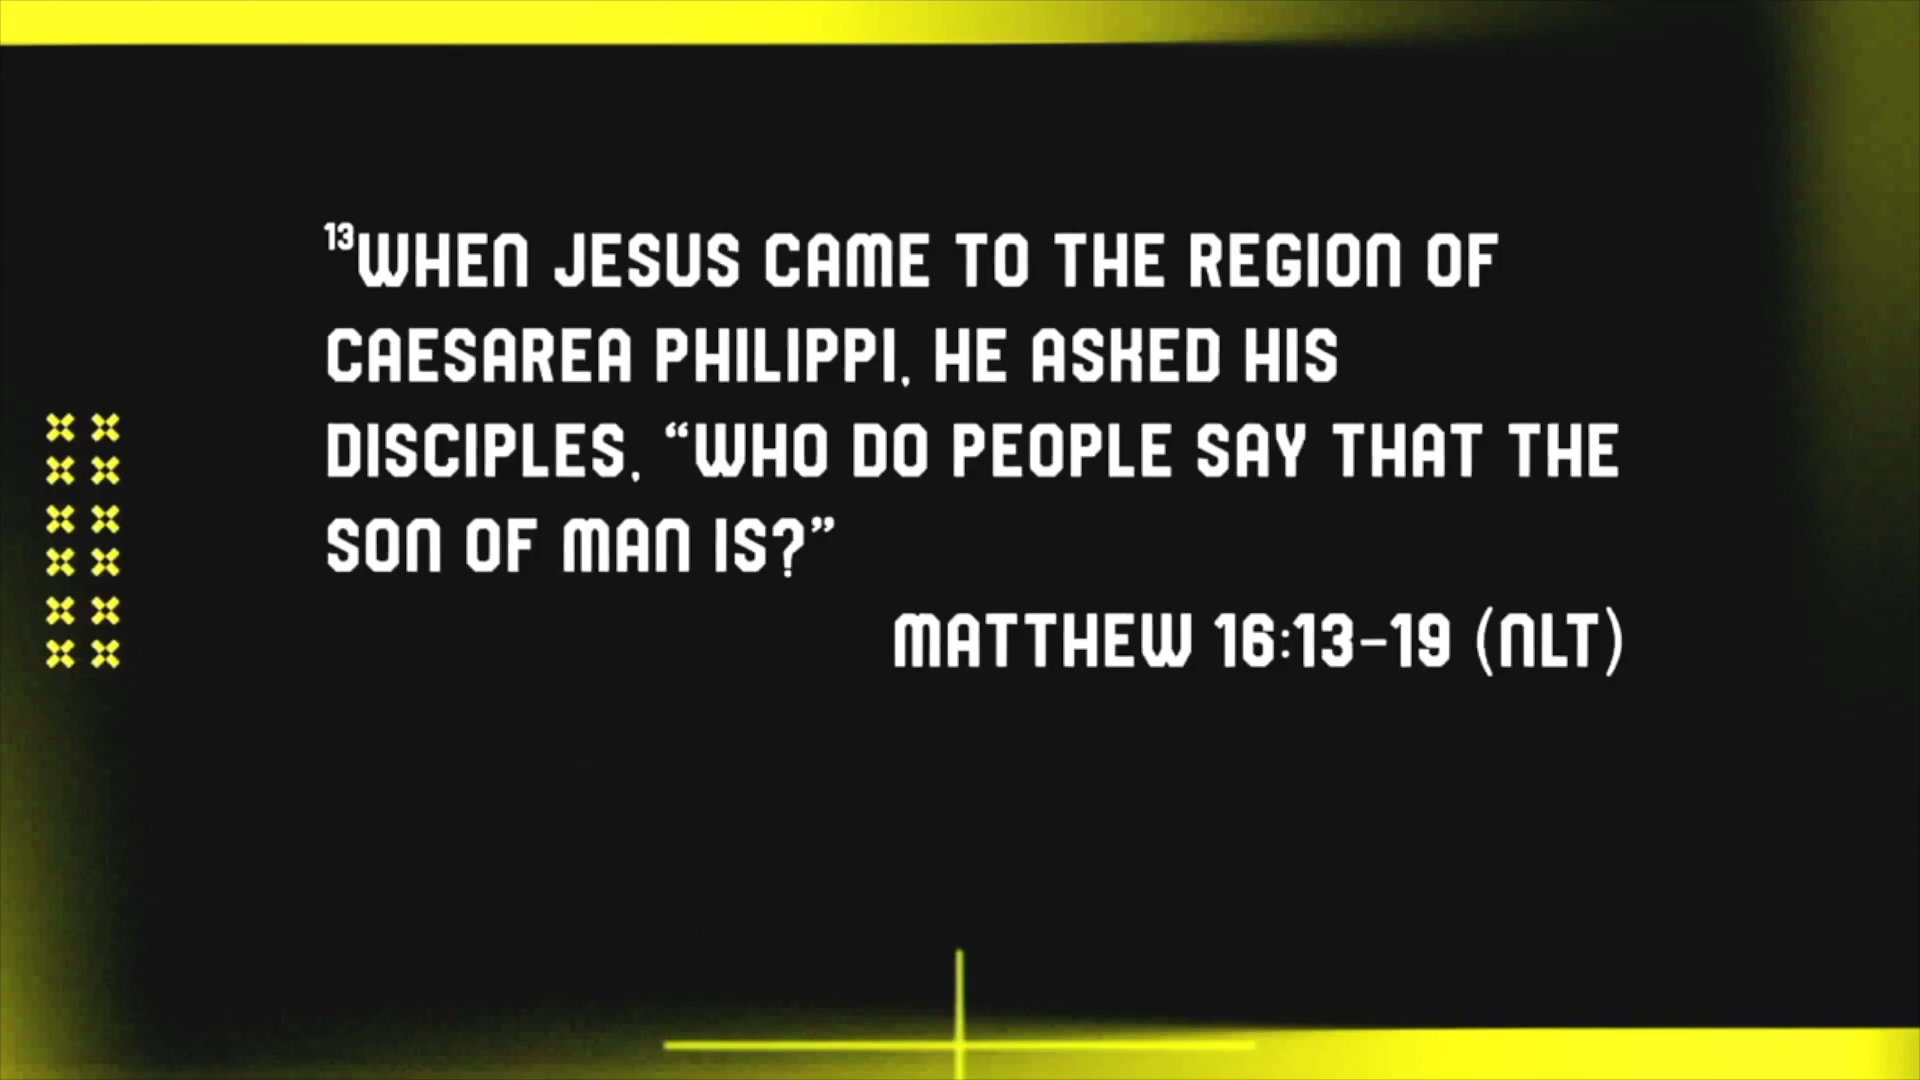 ¹³WHEN JESUS CAME TO THE REGION OF
CAESAREA PHILIPPI, HE ASKED HIS
DISCIPLES, “WHO DO PEOPLE SAY THAT THE
SON OF MAN IS?”
MATTHEW 16:13-19 (NLT)